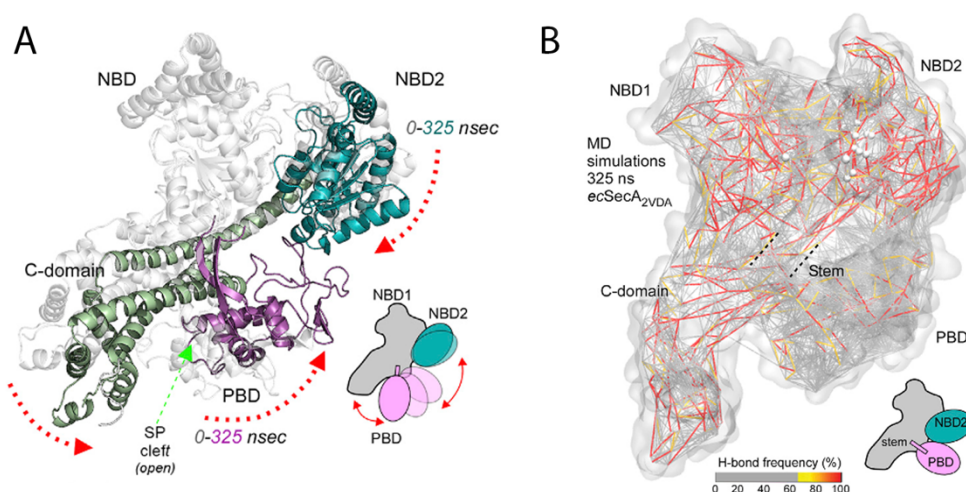 A
NBD
NBD2
0-325 nsec
C-domain
SP
cleft
(open)
PBD
0-325 nsec
NBD1
NBD2
PBD
B
NBD1
NBD2
MD
simulations
325 ns
ecSecA2VDA
Stem
C-domain
PBD
stem
NBD2
PBD
H-bond frequency (%)
0 20 40 60 80 100